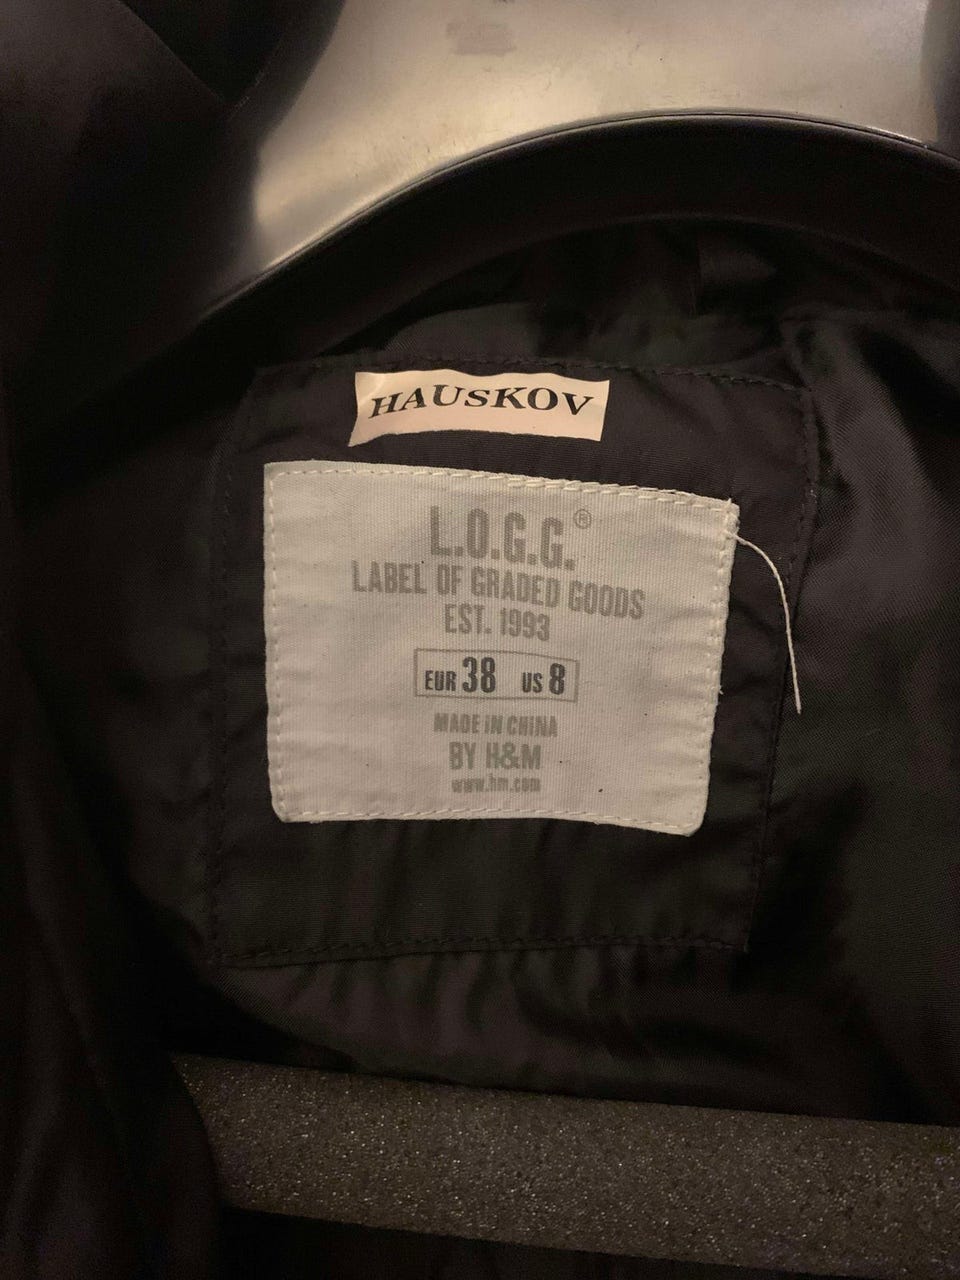 HAUSKOV
L.O.G.G.®
LABEL OF GRADED GOODS
EST. 1993
EUR 38 US 8
MADE IN CHINA
BY H&M
www.hm.com